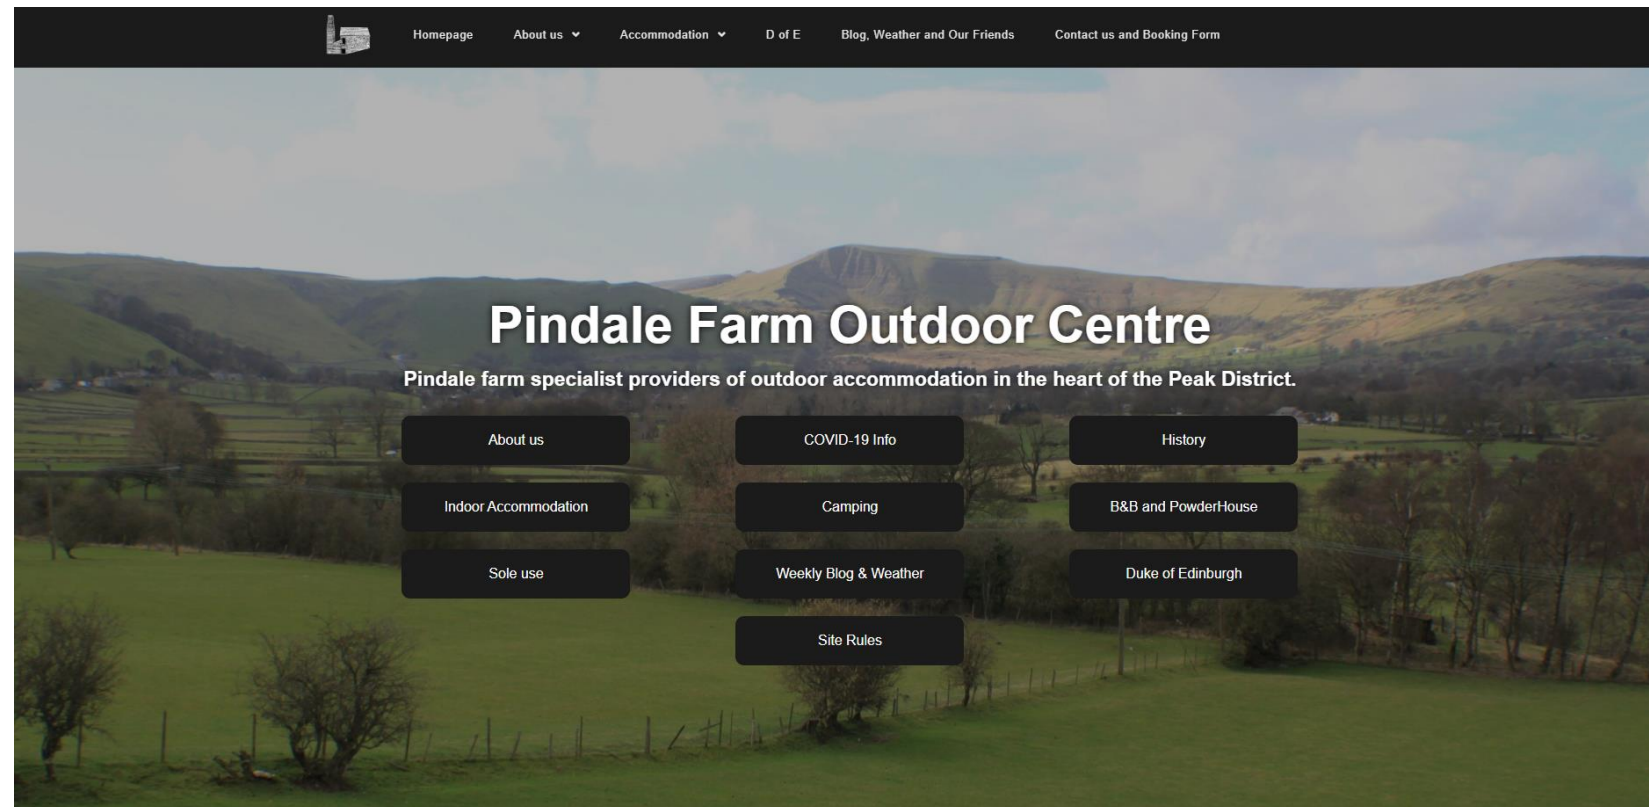 Homepage About us Accommodation D of E Blog, Weather and Our Friends Contact us and Booking Form
Pindale Farm Outdoor Centre
Pindale farm specialist providers of outdoor accommodation in the heart of the Peak District.
About us COVID-19 Info History
Indoor Accommodation Camping B&B and PowderHouse
Sole use Weekly Blog & Weather Duke of Edinburgh
Site Rules